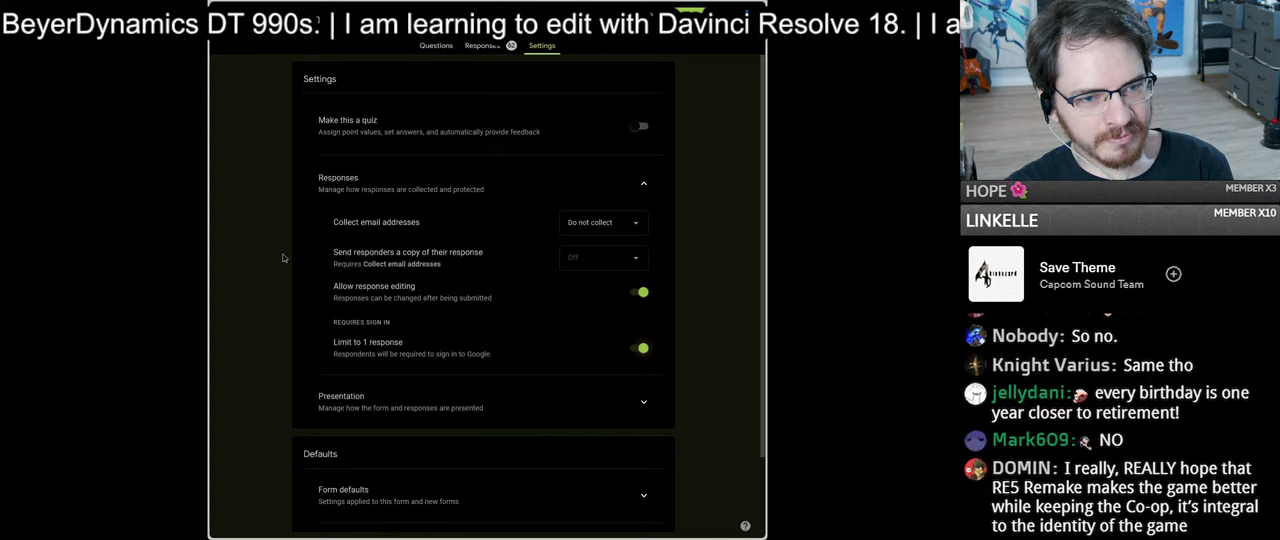 BeyerDynamics DT 990s. | I am learning to edit with Davinci Resolve 18. | I a
Questions
62
Settings
Settings
Make this a quiz
Assign point values, set answers, and automatically provide feedback
Responses
Manage how responses are collected and protected
Collect email addresses
Do not collect
Send responders a copy of their response
Requires Collect email addresses
Off
Allow response editing
Responses can be changed after being submitted
REQUIRES SIGN IN
Limit to 1 response
Respondents will be required to sign in to Google.
Presentation
Manage how the form and responses are presented
Defaults
Form defaults
Settings applied to this form and new forms
HOPE
MEMBER X3
LINKELLE
MEMBER X10
Save Theme
Capcom Sound Team
Nobody: So no.
Knight Varius: Same tho
jellydani: every birthday is one
year closer to retirement!
Mark609: NO
DOMIN: I really, REALLY hope that
RE5 Remake makes the game better
while keeping the Co-op, it's integral
to the identity of the game